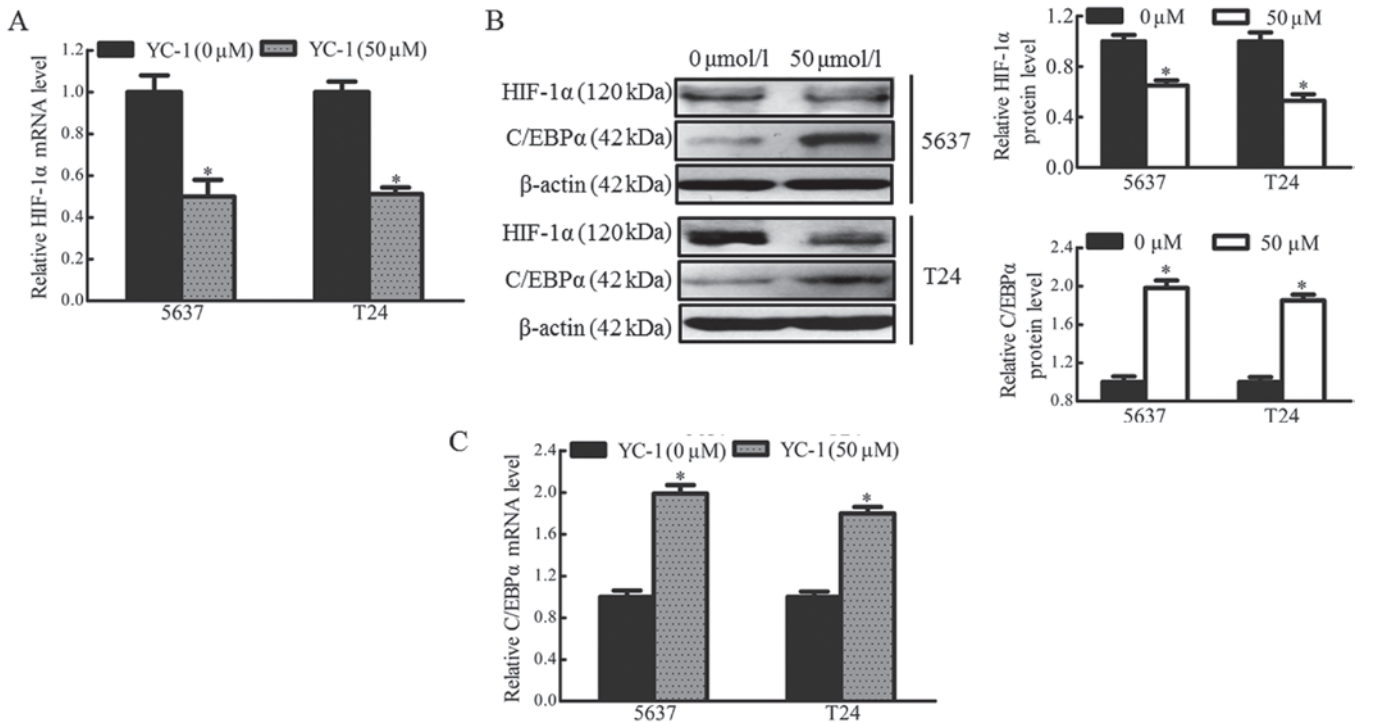 A
YC-1 (0 µM) YC-1 (50 µM)
Relative HIF-1α mRNA level
1.2
1.0
0.8
0.6
0.4
0.2
0.0
* *
5637 T24
B
0 µmol/l 50 µmol/l
HIF-1α (120 kDa)
C/EBPα (42 kDa)
β-actin (42 kDa)
5637
HIF-1α (120 kDa)
C/EBPα (42 kDa)
β-actin (42 kDa)
T24
0 µM 50 µM
Relative HIF-1α
protein level
1.2
0.8
0.4
0.0
* *
5637 T24
0 µM 50 µM
Relative C/EBPα
protein level
2.4
2.0
1.6
1.2
0.8
* *
5637 T24
C
YC-1 (0 µM) YC-1 (50 µM)
Relative C/EBPα mRNA level
2.4
2.0
1.6
1.2
0.8
0.4
0.0
* *
5637 T24